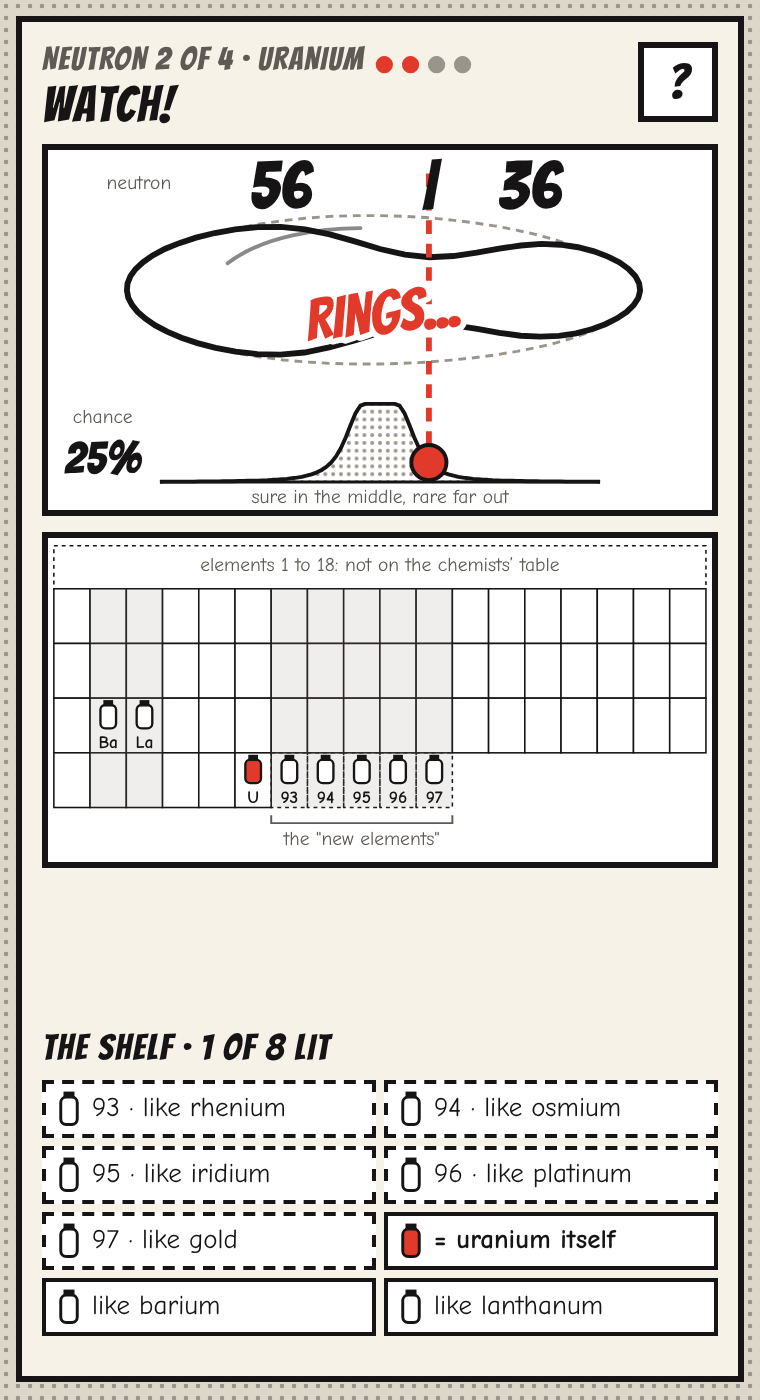 NEUTRON 2 OF 4 · URANIUM
WATCH!
?
neutron
56 / 36
RINGS...
chance
25%
sure in the middle, rare far out
elements 1 to 18: not on the chemists' table
Ba La
U 93 94 95 96 97
the "new elements"
THE SHELF · 1 OF 8 LIT
93 · like rhenium
94 · like osmium
95 · like iridium
96 · like platinum
97 · like gold
= uranium itself
like barium
like lanthanum